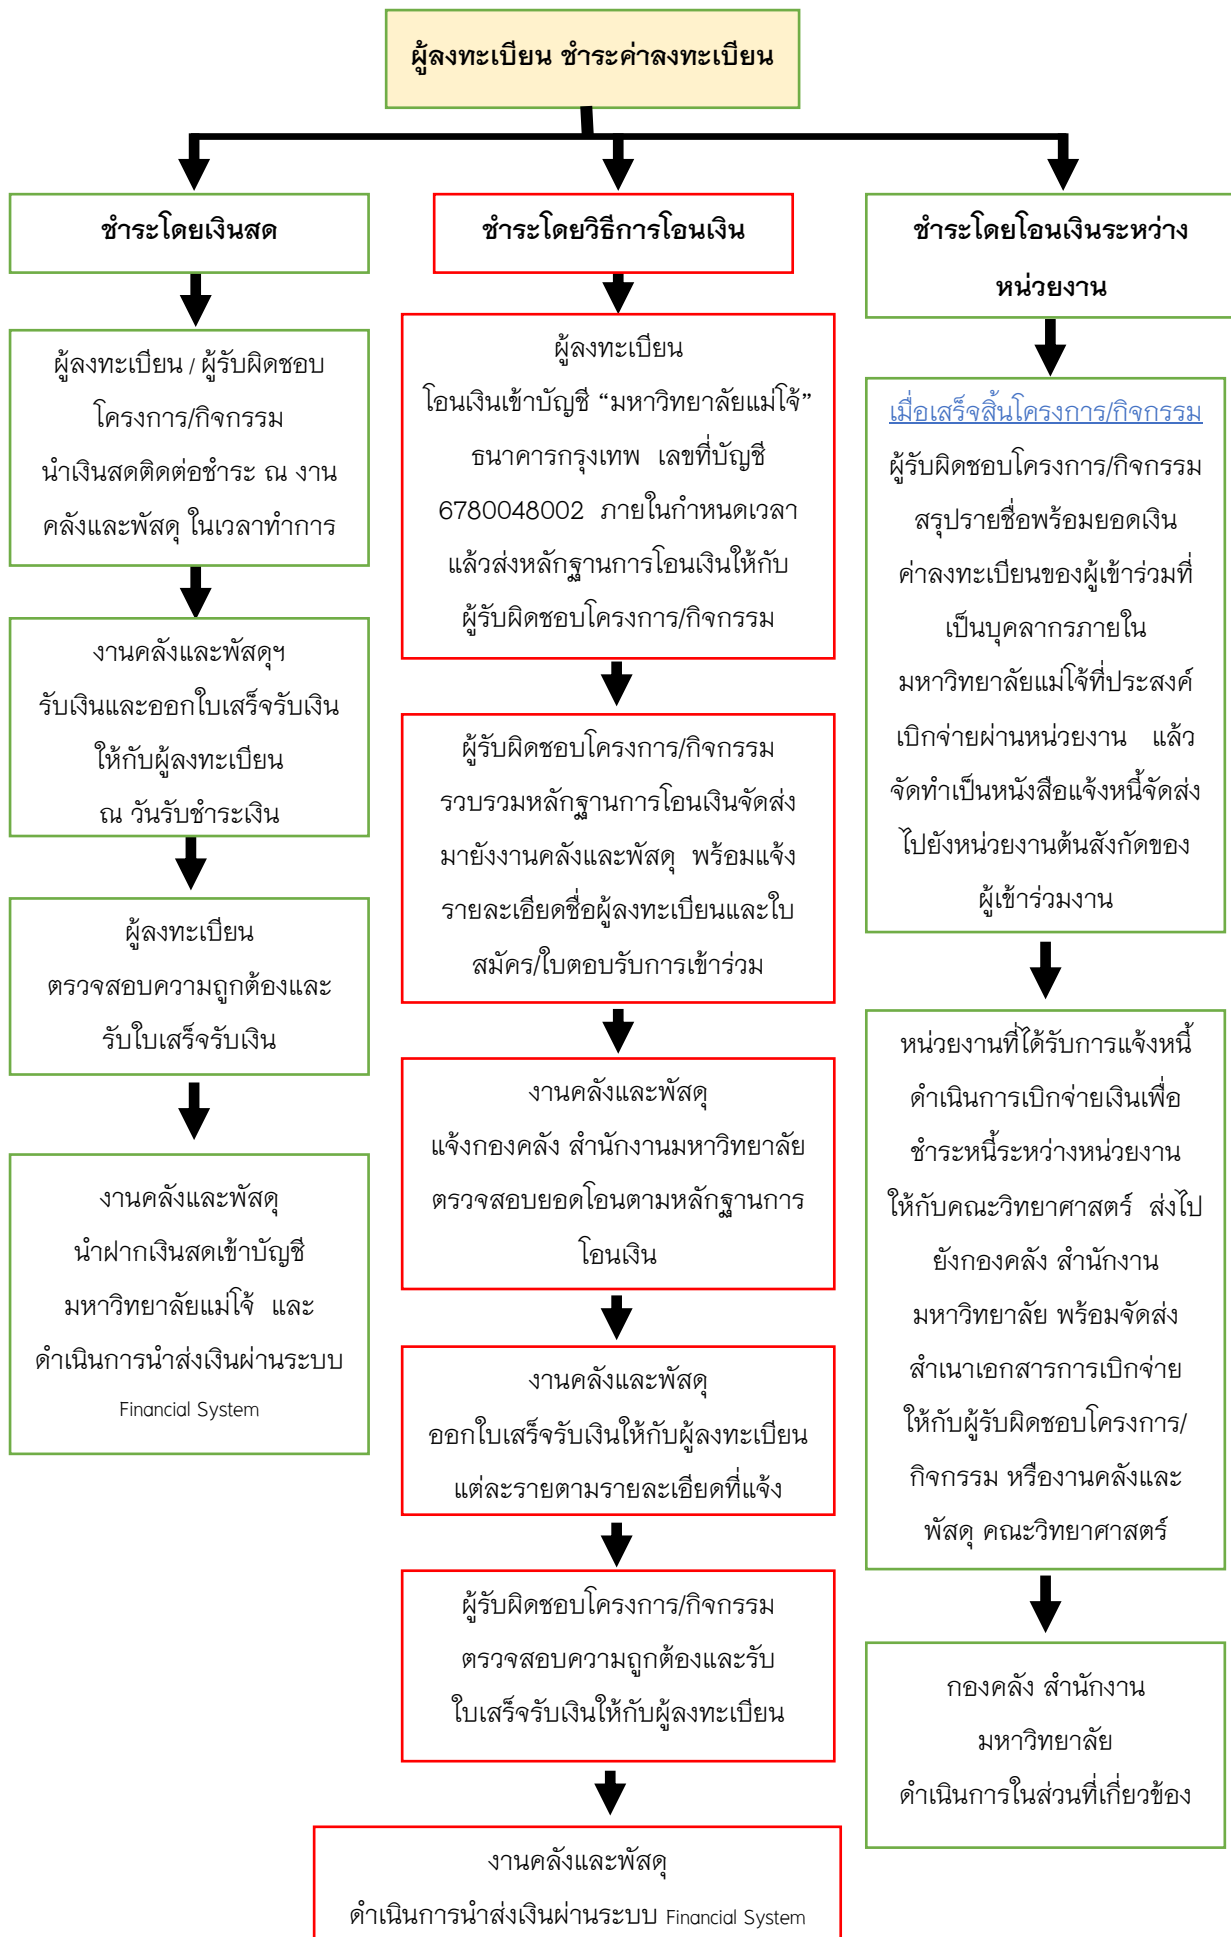 ผู้ลงทะเบียน ชำระค่าลงทะเบียน
ชำระโดยเงินสด
ผู้ลงทะเบียน / ผู้รับผิดชอบ
โครงการ/กิจกรรม
นำเงินสดติดต่อชำระ ณ งาน
คลังและพัสดุ ในเวลาทำการ
งานคลังและพัสดุฯ
รับเงินและออกใบเสร็จรับเงิน
ให้กับผู้ลงทะเบียน
ณ วันรับชำระเงิน
ผู้ลงทะเบียน
ตรวจสอบความถูกต้องและ
รับใบเสร็จรับเงิน
งานคลังและพัสดุ
นำฝากเงินสดเข้าบัญชี
มหาวิทยาลัยแม่โจ้ และ
ดำเนินการนำส่งเงินผ่านระบบ
Financial System
ชำระโดยวิธีการโอนเงิน
ผู้ลงทะเบียน
โอนเงินเข้าบัญชี “มหาวิทยาลัยแม่โจ้”
ธนาคารกรุงเทพ เลขที่บัญชี
6780048002 ภายในกำหนดเวลา
แล้วส่งหลักฐานการโอนเงินให้กับ
ผู้รับผิดชอบโครงการ/กิจกรรม
ผู้รับผิดชอบโครงการ/กิจกรรม
รวบรวมหลักฐานการโอนเงินจัดส่ง
มายังงานคลังและพัสดุ พร้อมแจ้ง
รายละเอียดชื่อผู้ลงทะเบียนและใบ
สมัคร/ใบตอบรับการเข้าร่วม
งานคลังและพัสดุ
แจ้งกองคลัง สำนักงานมหาวิทยาลัย
ตรวจสอบยอดโอนตามหลักฐานการ
โอนเงิน
งานคลังและพัสดุ
ออกใบเสร็จรับเงินให้กับผู้ลงทะเบียน
แต่ละรายตามรายละเอียดที่แจ้ง
ผู้รับผิดชอบโครงการ/กิจกรรม
ตรวจสอบความถูกต้องและรับ
ใบเสร็จรับเงินให้กับผู้ลงทะเบียน
งานคลังและพัสดุ
ดำเนินการนำส่งเงินผ่านระบบ Financial System
ชำระโดยโอนเงินระหว่าง
หน่วยงาน
เมื่อเสร็จสิ้นโครงการ/กิจกรรม
ผู้รับผิดชอบโครงการ/กิจกรรม
สรุปรายชื่อพร้อมยอดเงิน
ค่าลงทะเบียนของผู้เข้าร่วมที่
เป็นบุคลากรภายใน
มหาวิทยาลัยแม่โจ้ที่ประสงค์
เบิกจ่ายผ่านหน่วยงาน แล้ว
จัดทำเป็นหนังสือแจ้งหนี้จัดส่ง
ไปยังหน่วยงานต้นสังกัดของ
ผู้เข้าร่วมงาน
หน่วยงานที่ได้รับการแจ้งหนี้
ดำเนินการเบิกจ่ายเงินเพื่อ
ชำระหนี้ระหว่างหน่วยงาน
ให้กับคณะวิทยาศาสตร์ ส่งไป
ยังกองคลัง สำนักงาน
มหาวิทยาลัย พร้อมจัดส่ง
สำเนาเอกสารการเบิกจ่าย
ให้กับผู้รับผิดชอบโครงการ/
กิจกรรม หรืองานคลังและ
พัสดุ คณะวิทยาศาสตร์
กองคลัง สำนักงาน
มหาวิทยาลัย
ดำเนินการในส่วนที่เกี่ยวข้อง